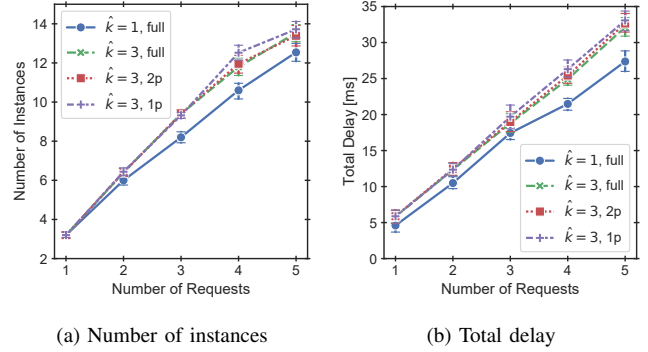 14
12
10
8
6
4
2
Number of Instances
k̂ = 1, full
k̂ = 3, full
k̂ = 3, 2p
k̂ = 3, 1p
1 2 3 4 5
Number of Requests
(a) Number of instances
35
30
25
20
15
10
5
0
Total Delay [ms]
k̂ = 1, full
k̂ = 3, full
k̂ = 3, 2p
k̂ = 3, 1p
1 2 3 4 5
Number of Requests
(b) Total delay